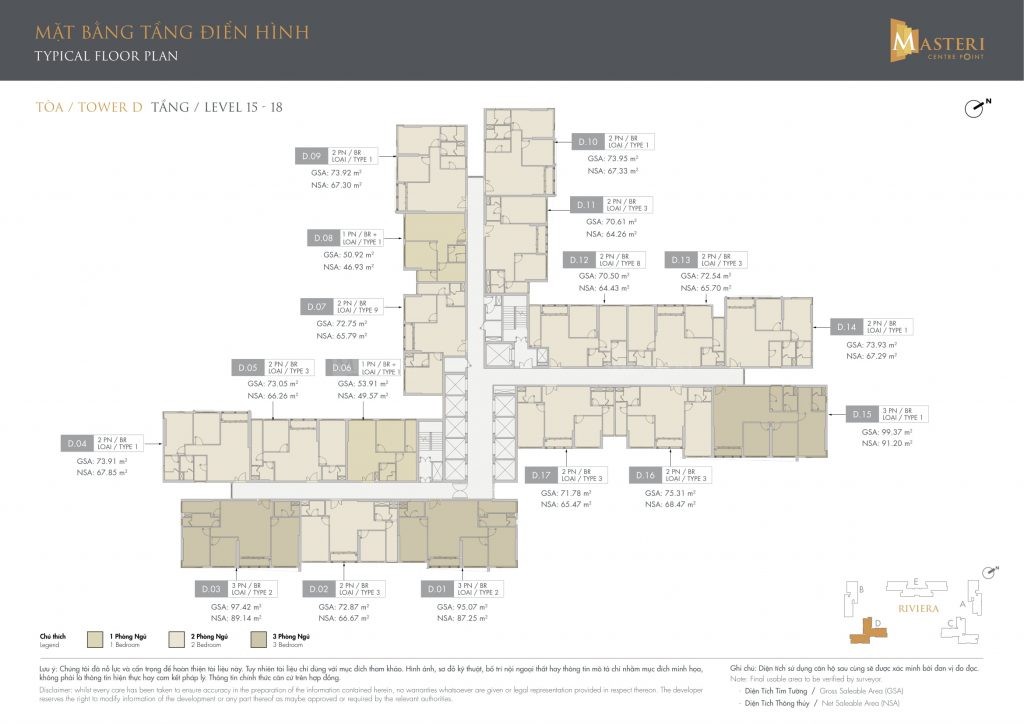 MẶT BẰNG TẦNG ĐIỂN HÌNH
TYPICAL FLOOR PLAN
MASTERI
CENTRE POINT
TÒA / TOWER D TẦNG / LEVEL 15 - 18
N
D.09 2 PN / BR
LOẠI / TYPE 1
GSA: 73.92 m²
NSA: 67.30 m²
D.10 2 PN / BR
LOẠI / TYPE 1
GSA: 73.95 m²
NSA: 67.33 m²
D.08 1 PN / BR +
LOẠI / TYPE 1
GSA: 50.92 m²
NSA: 46.93 m²
D.11 2 PN / BR
LOẠI / TYPE 3
GSA: 70.61 m²
NSA: 64.26 m²
D.12 2 PN / BR
LOẠI / TYPE 8
GSA: 70.50 m²
NSA: 64.43 m²
D.13 2 PN / BR
LOẠI / TYPE 3
GSA: 72.54 m²
NSA: 65.70 m²
D.07 2 PN / BR
LOẠI / TYPE 9
GSA: 72.75 m²
NSA: 65.79 m²
D.14 2 PN / BR
LOẠI / TYPE 1
GSA: 73.93 m²
NSA: 67.29 m²
D.05 2 PN / BR
LOẠI / TYPE 3
GSA: 73.05 m²
NSA: 66.26 m²
D.06 1 PN / BR +
LOẠI / TYPE 1
GSA: 53.91 m²
NSA: 49.57 m²
D.15 3 PN / BR
LOẠI / TYPE 1
GSA: 99.37 m²
NSA: 91.20 m²
D.04 2 PN / BR
LOẠI / TYPE 1
GSA: 73.91 m²
NSA: 67.85 m²
D.17 2 PN / BR
LOẠI / TYPE 3
GSA: 71.78 m²
NSA: 65.47 m²
D.16 2 PN / BR
LOẠI / TYPE 3
GSA: 75.31 m²
NSA: 68.47 m²
D.03 3 PN / BR
LOẠI / TYPE 2
GSA: 97.42 m²
NSA: 89.14 m²
D.02 2 PN / BR
LOẠI / TYPE 3
GSA: 72.87 m²
NSA: 66.67 m²
D.01 3 PN / BR
LOẠI / TYPE 2
GSA: 95.07 m²
NSA: 87.25 m²
N
B
E
A
RIVIERA
D
C
Chú thích
Legend
1 Phòng Ngủ
1 Bedroom
2 Phòng Ngủ
2 Bedroom
3 Phòng Ngủ
3 Bedroom
Lưu ý: Chúng tôi đã nỗ lực và cẩn trọng để hoàn thiện tài liệu này. Tuy nhiên tài liệu chỉ dùng với mục đích tham khảo. Hình ảnh, sơ đồ kỹ thuật, bố trí nội ngoại thất hay thông tin mô tả chỉ nhằm mục đích minh họa,
không phải là thông tin hiện thực hay cam kết pháp lý. Thông tin chính thức căn cứ trên hợp đồng.
Disclaimer: whilst every care has been taken to ensure accuracy in the preparation of the information contained herein, no warranties whatsoever are given or legal representation provided in respect thereon. The developer
reserves the right to modify information of the development or any part thereof as maybe approved or required by the relevant authorities.
Ghi chú: Diện tích sử dụng căn hộ sau cùng sẽ được xác minh bởi đơn vị đo đạc.
Note: Final usable area to be verified by surveyor.
· Diện Tích Tim Tường / Gross Saleable Area (GSA)
· Diện Tích Thông thủy / Net Saleable Area (NSA)